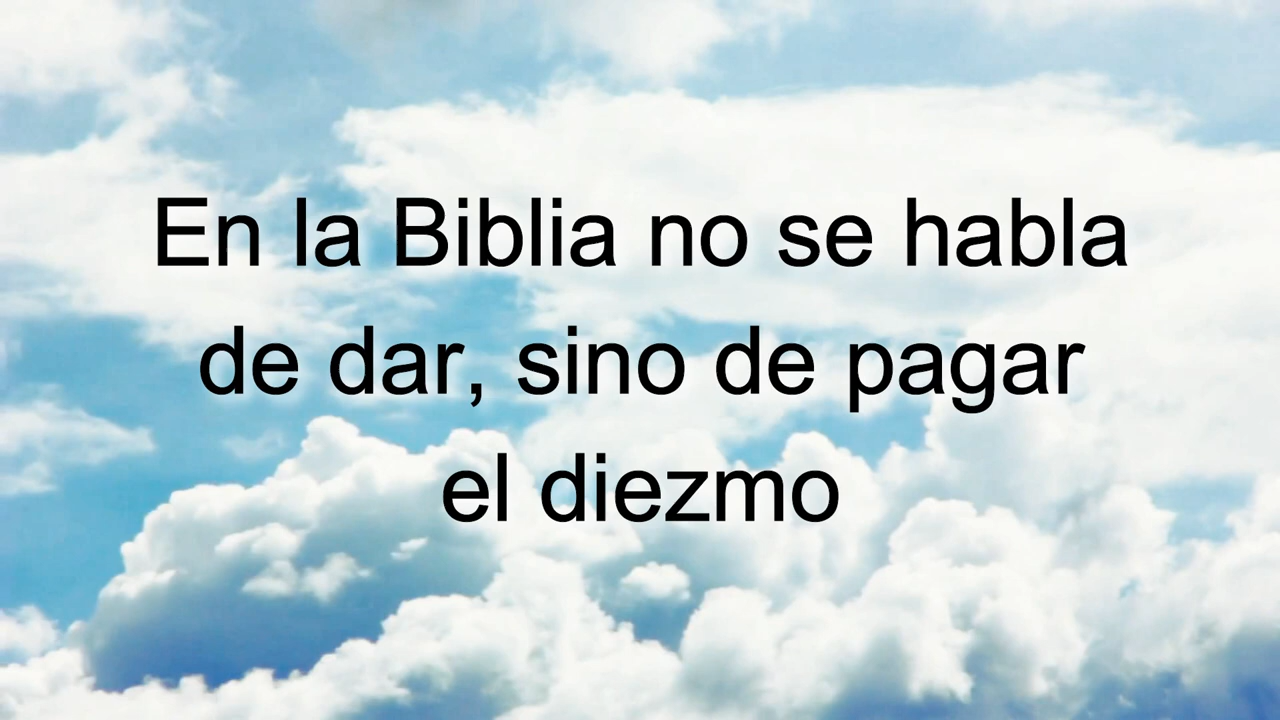 En la Biblia no se habla
de dar, sino de pagar
el diezmo